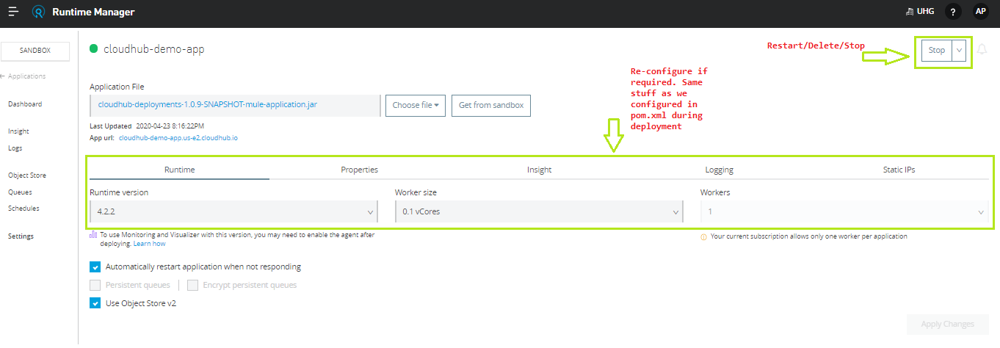 Runtime Manager
UHG
?
AP
SANDBOX
Applications
Dashboard
Insight
Logs
Object Store
Queues
Schedules
Settings
cloudhub-demo-app
Restart/Delete/Stop
Stop
Application File
cloudhub-deployments-1.0.9-SNAPSHOT-mule-application.jar
Choose file
Get from sandbox
Last Updated 2020-04-23 8:16:22PM
App url: cloudhub-demo-app.us-e2.cloudhub.io
Re-configure if
required. Same
stuff as we
configured in
pom.xml during
deployment
Runtime
Properties
Insight
Logging
Static IPs
Runtime version
4.2.2
Worker size
0.1 vCores
Workers
1
To use Monitoring and Visualizer with this version, you may need to enable the agent after
deploying. Learn how
Your current subscription allows only one worker per application
Automatically restart application when not responding
Persistent queues
Encrypt persistent queues
Use Object Store v2
Apply Changes